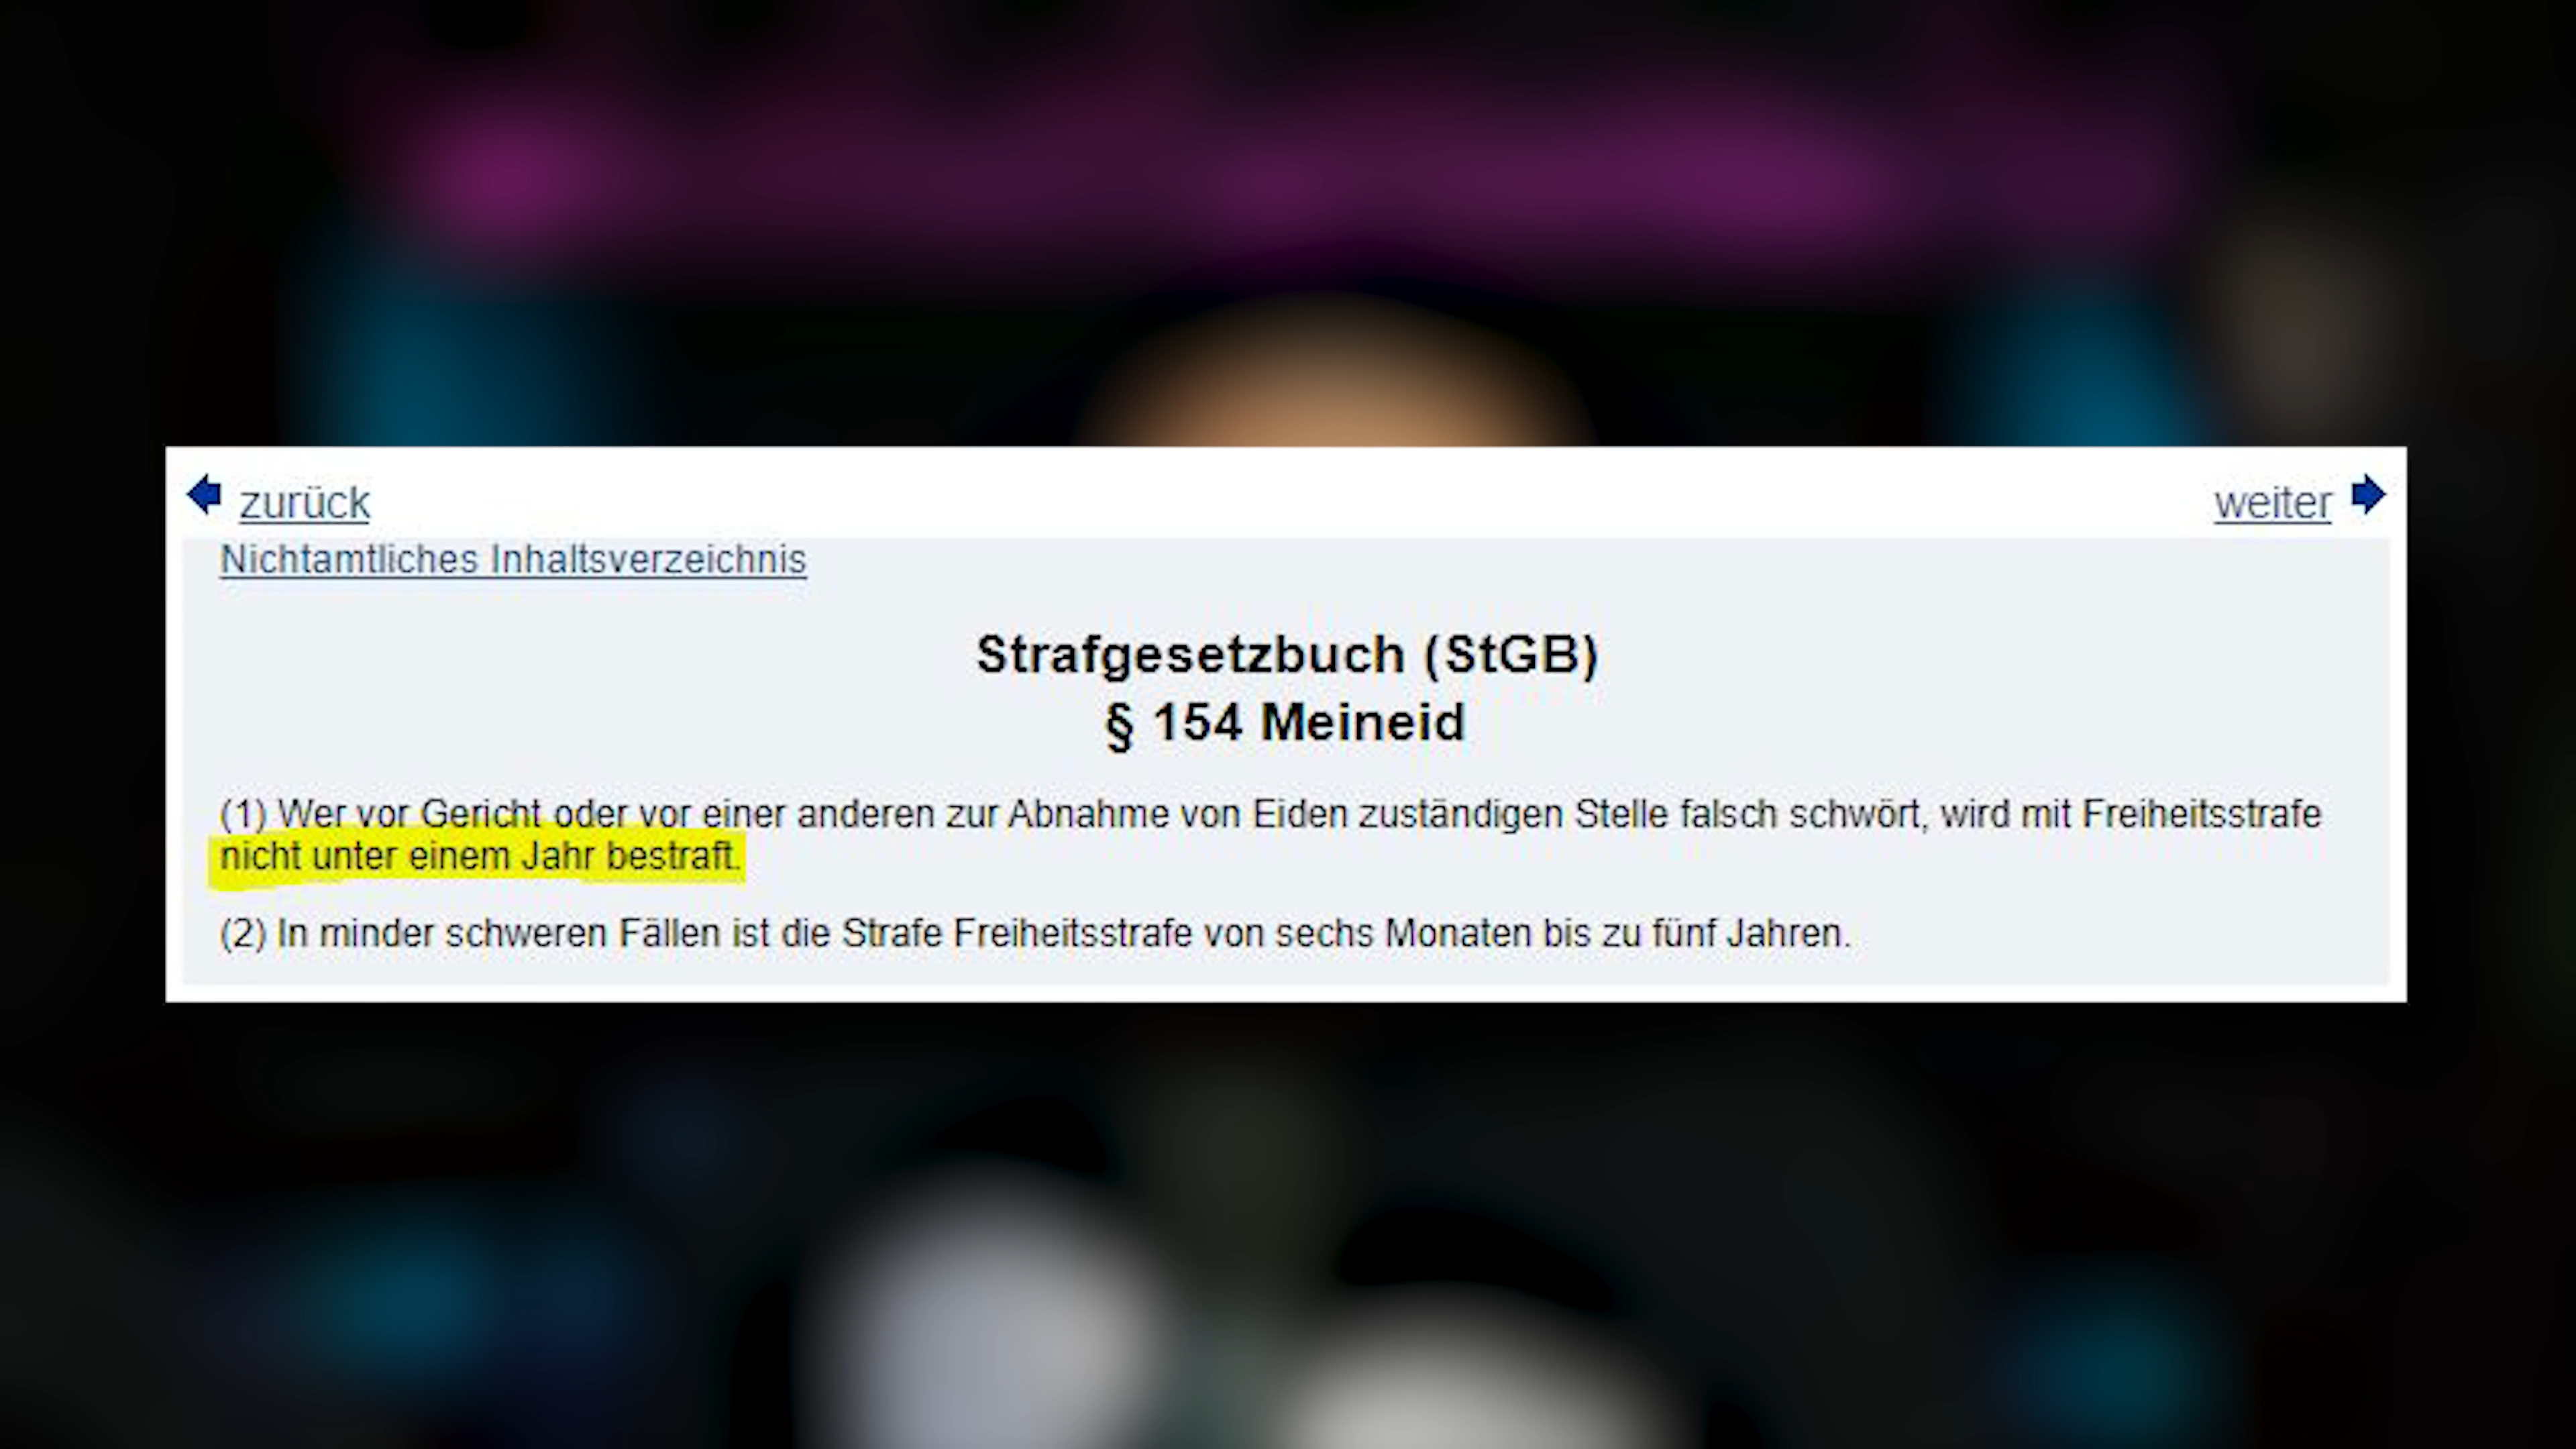 zurück
weiter
Nichtamtliches Inhaltsverzeichnis
Strafgesetzbuch (StGB)
§ 154 Meineid
(1) Wer vor Gericht oder vor einer anderen zur Abnahme von Eiden zuständigen Stelle falsch schwört, wird mit Freiheitsstrafe
nicht unter einem Jahr bestraft.
(2) In minder schweren Fällen ist die Strafe Freiheitsstrafe von sechs Monaten bis zu fünf Jahren.